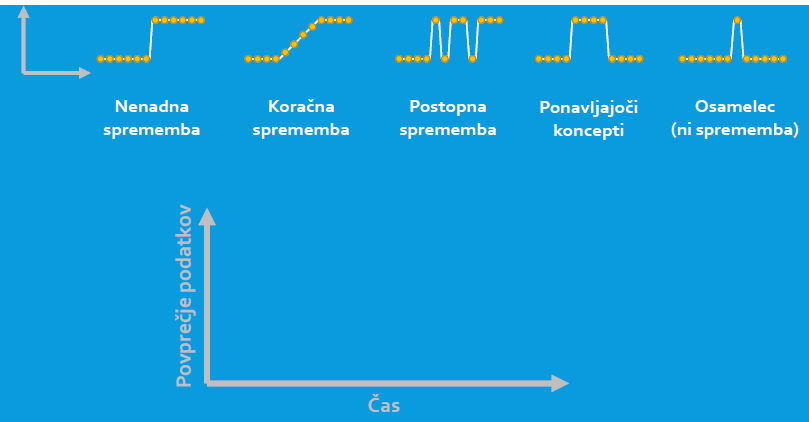 Nenadna
sprememba
Koračna
sprememba
Postopna
sprememba
Ponavljajoči
koncepti
Osamelec
(ni sprememba)
Povprečje podatkov
Čas